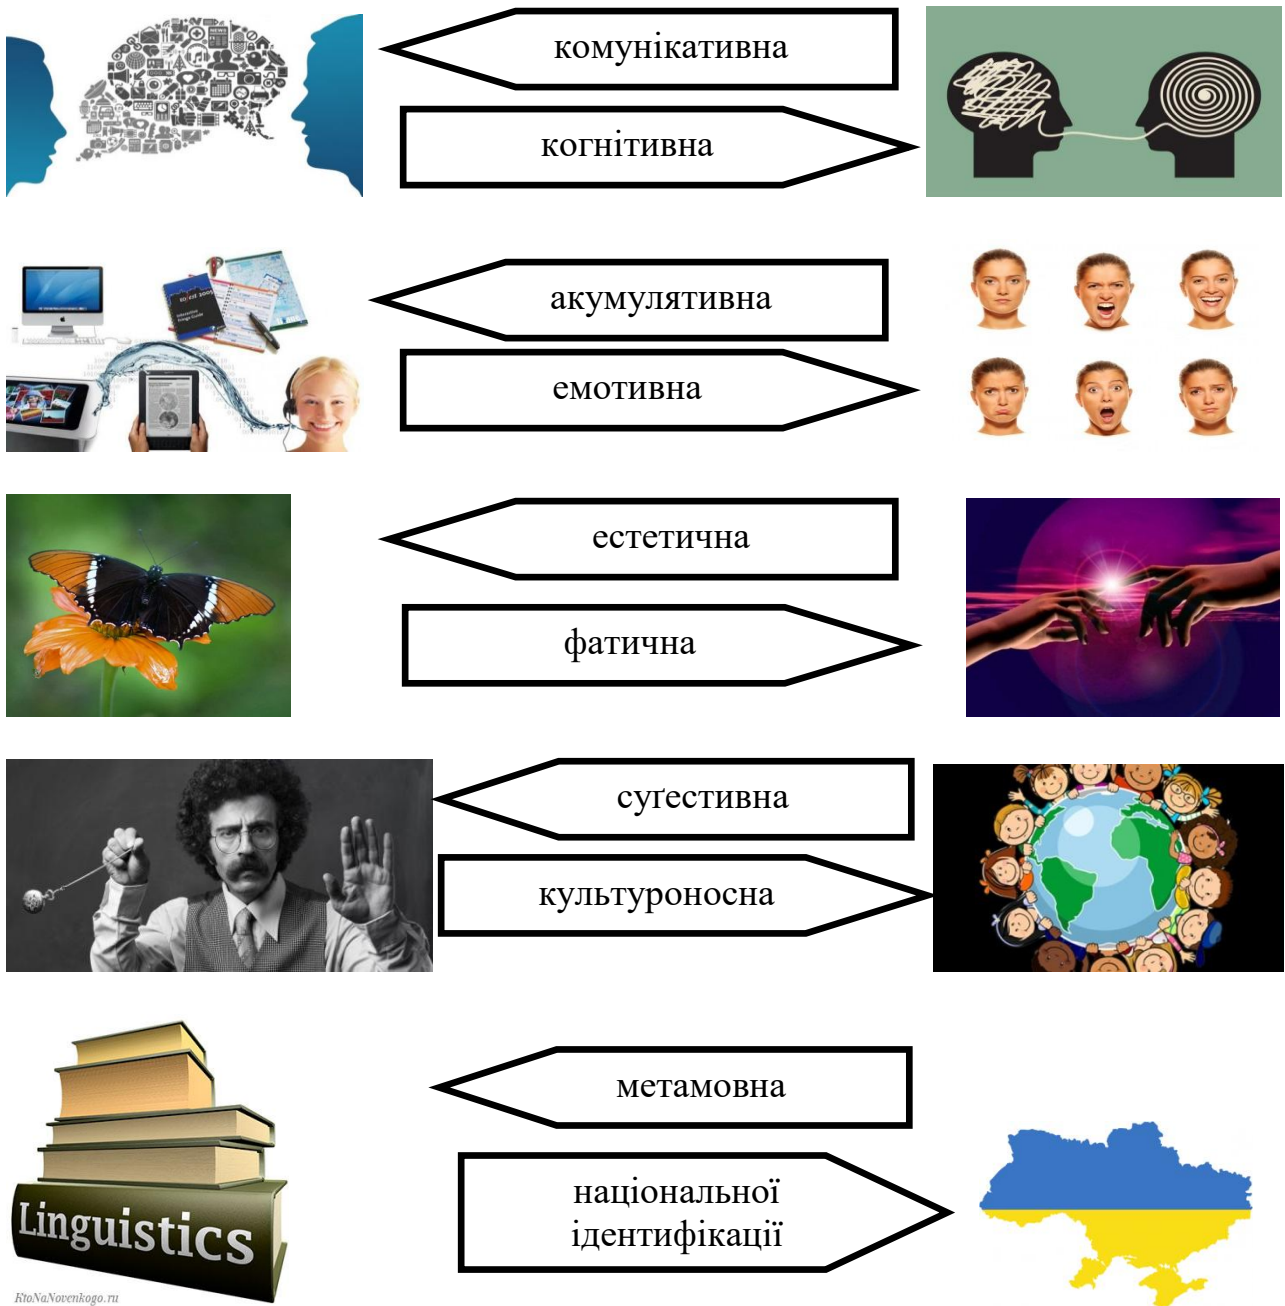 комунікативна
когнітивна
акумулятивна
емотивна
естетична
фатична
суґестивна
культуроносна
метамовна
національної
ідентифікації
Linguistics
KtoNaNovenkogo.ru